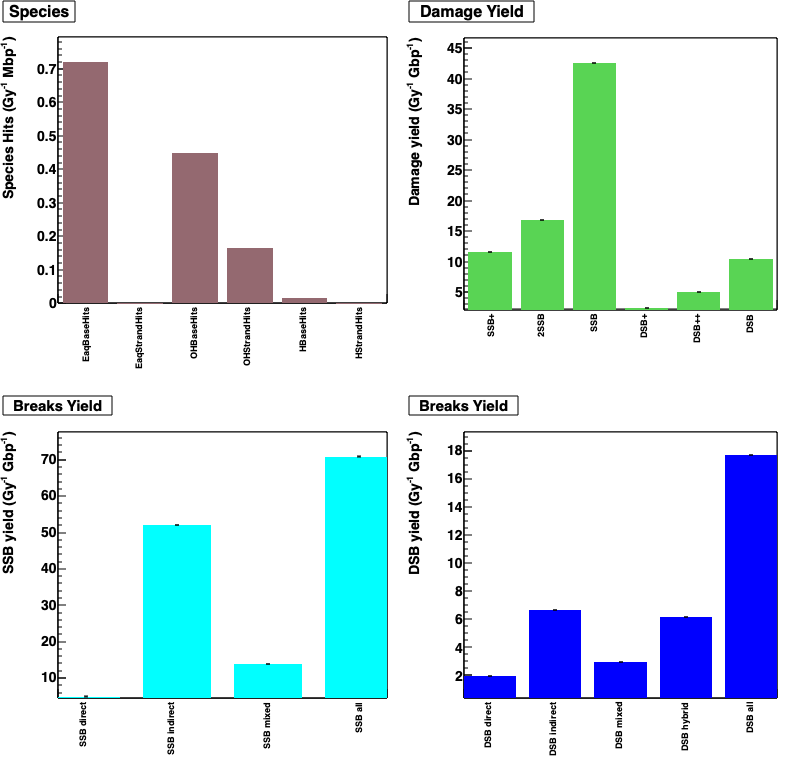 Species
Species Hits (Gy⁻¹ Mbp⁻¹)
0.7
0.6
0.5
0.4
0.3
0.2
0.1
0
EaqBaseHits
EaqStrandHits
OHBaseHits
OHStrandHits
HBaseHits
HStrandHits
Damage Yield
Damage yield (Gy⁻¹ Gbp⁻¹)
45
40
35
30
25
20
15
10
5
SSB+
2SSB
SSB
DSB+
DSB++
DSB
Breaks Yield
SSB yield (Gy⁻¹ Gbp⁻¹)
70
60
50
40
30
20
10
SSB direct
SSB indirect
SSB mixed
SSB all
Breaks Yield
DSB yield (Gy⁻¹ Gbp⁻¹)
18
16
14
12
10
8
6
4
2
DSB direct
DSB indirect
DSB mixed
DSB hybrid
DSB all